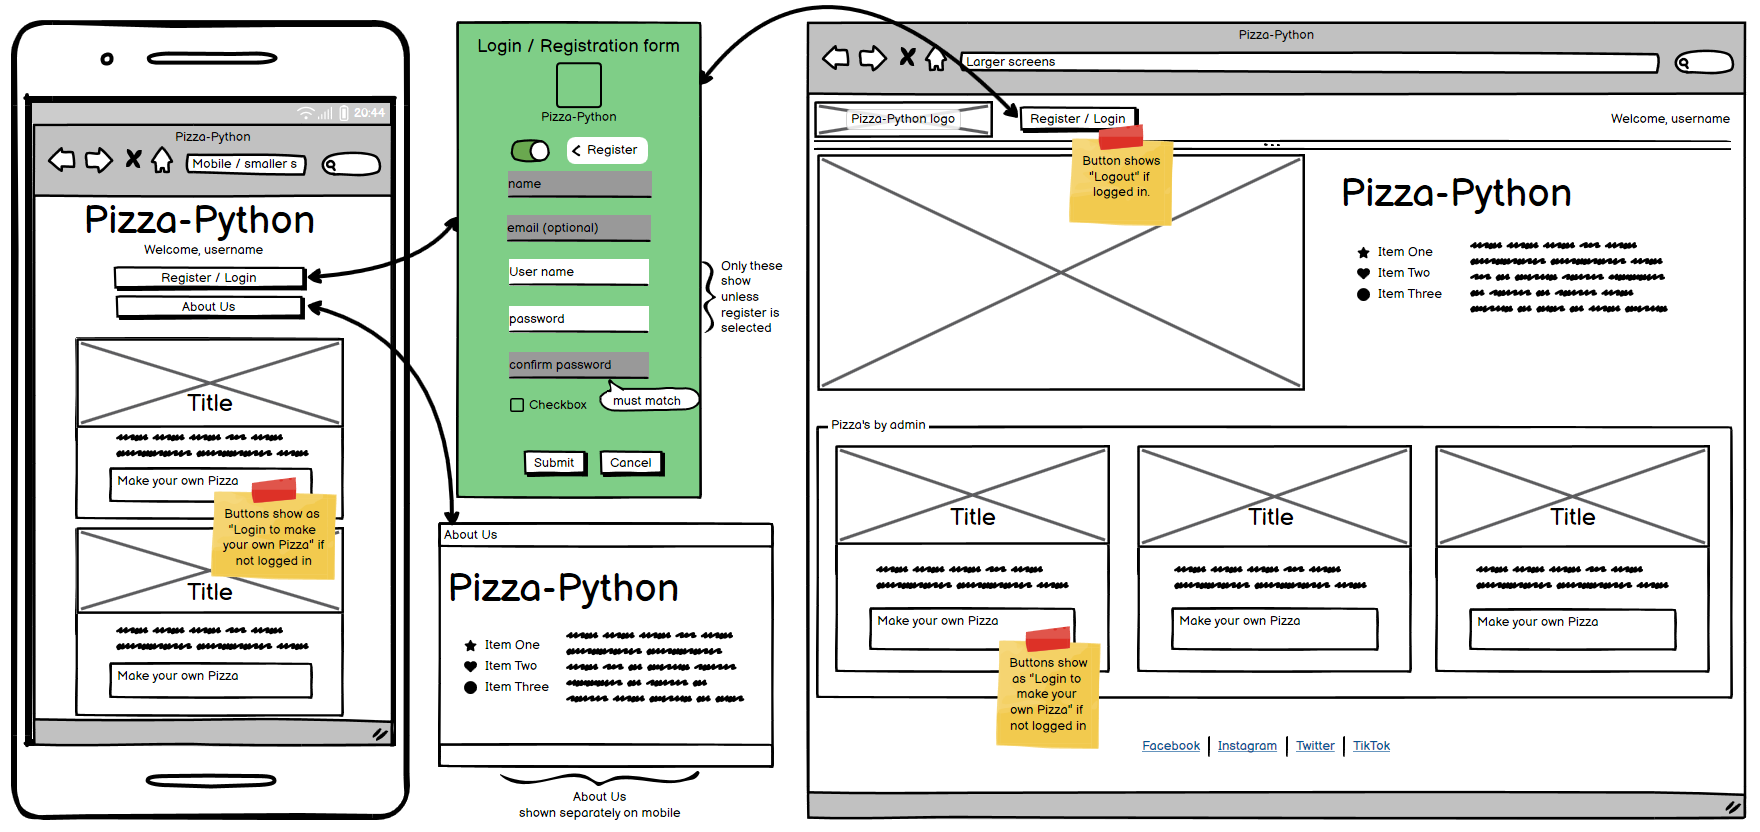 20:44
Pizza-Python
Mobile / smaller s
Pizza-Python
Welcome, username
Register / Login
About Us
Title
Make your own Pizza
Buttons show as
"Login to make
your own Pizza" if
not logged in
Title
Make your own Pizza
Login / Registration form
Pizza-Python
Register
name
email (optional)
User name
password
confirm password
must match
Checkbox
Submit
Cancel
Only these
show
unless
register is
selected
About Us
Pizza-Python
Item One
Item Two
Item Three
About Us
shown separately on mobile
Pizza-Python
Larger screens
Pizza-Python logo
Register / Login
Welcome, username
Button shows
"Logout" if
logged in.
Pizza-Python
Item One
Item Two
Item Three
Pizza's by admin
Title
Make your own Pizza
Buttons show
as "Login to
make your
own Pizza" if
not logged in
Title
Make your own Pizza
Title
Make your own Pizza
Facebook Instagram Twitter TikTok